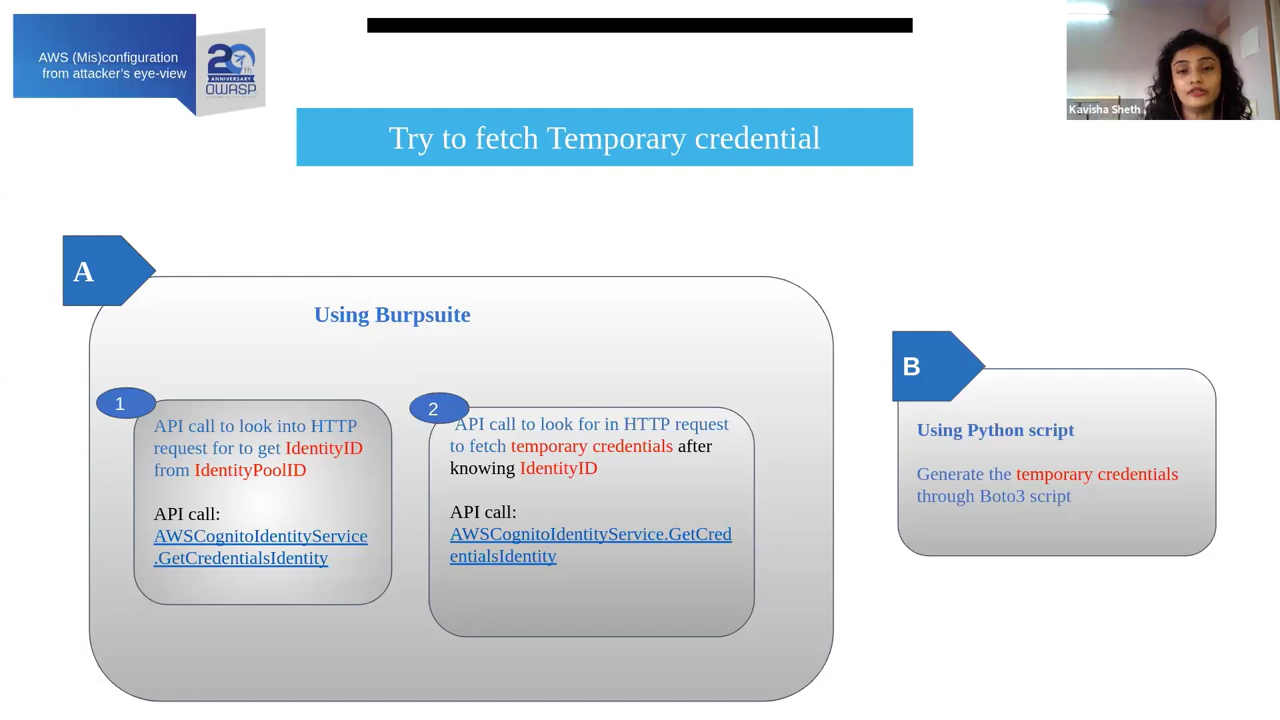 AWS (Mis)configuration
from attacker's eye-view
20th
ANNIVERSARY
OWASP
Kavisha Sheth
Try to fetch Temporary credential
A
Using Burpsuite
1
API call to look into HTTP
request for to get IdentityID
from IdentityPoolID
API call:
AWSCognitoIdentityService
.GetCredentialsIdentity
2
API call to look for in HTTP request
to fetch temporary credentials after
knowing IdentityID
API call:
AWSCognitoIdentityService.GetCred
entialsIdentity
B
Using Python script
Generate the temporary credentials
through Boto3 script